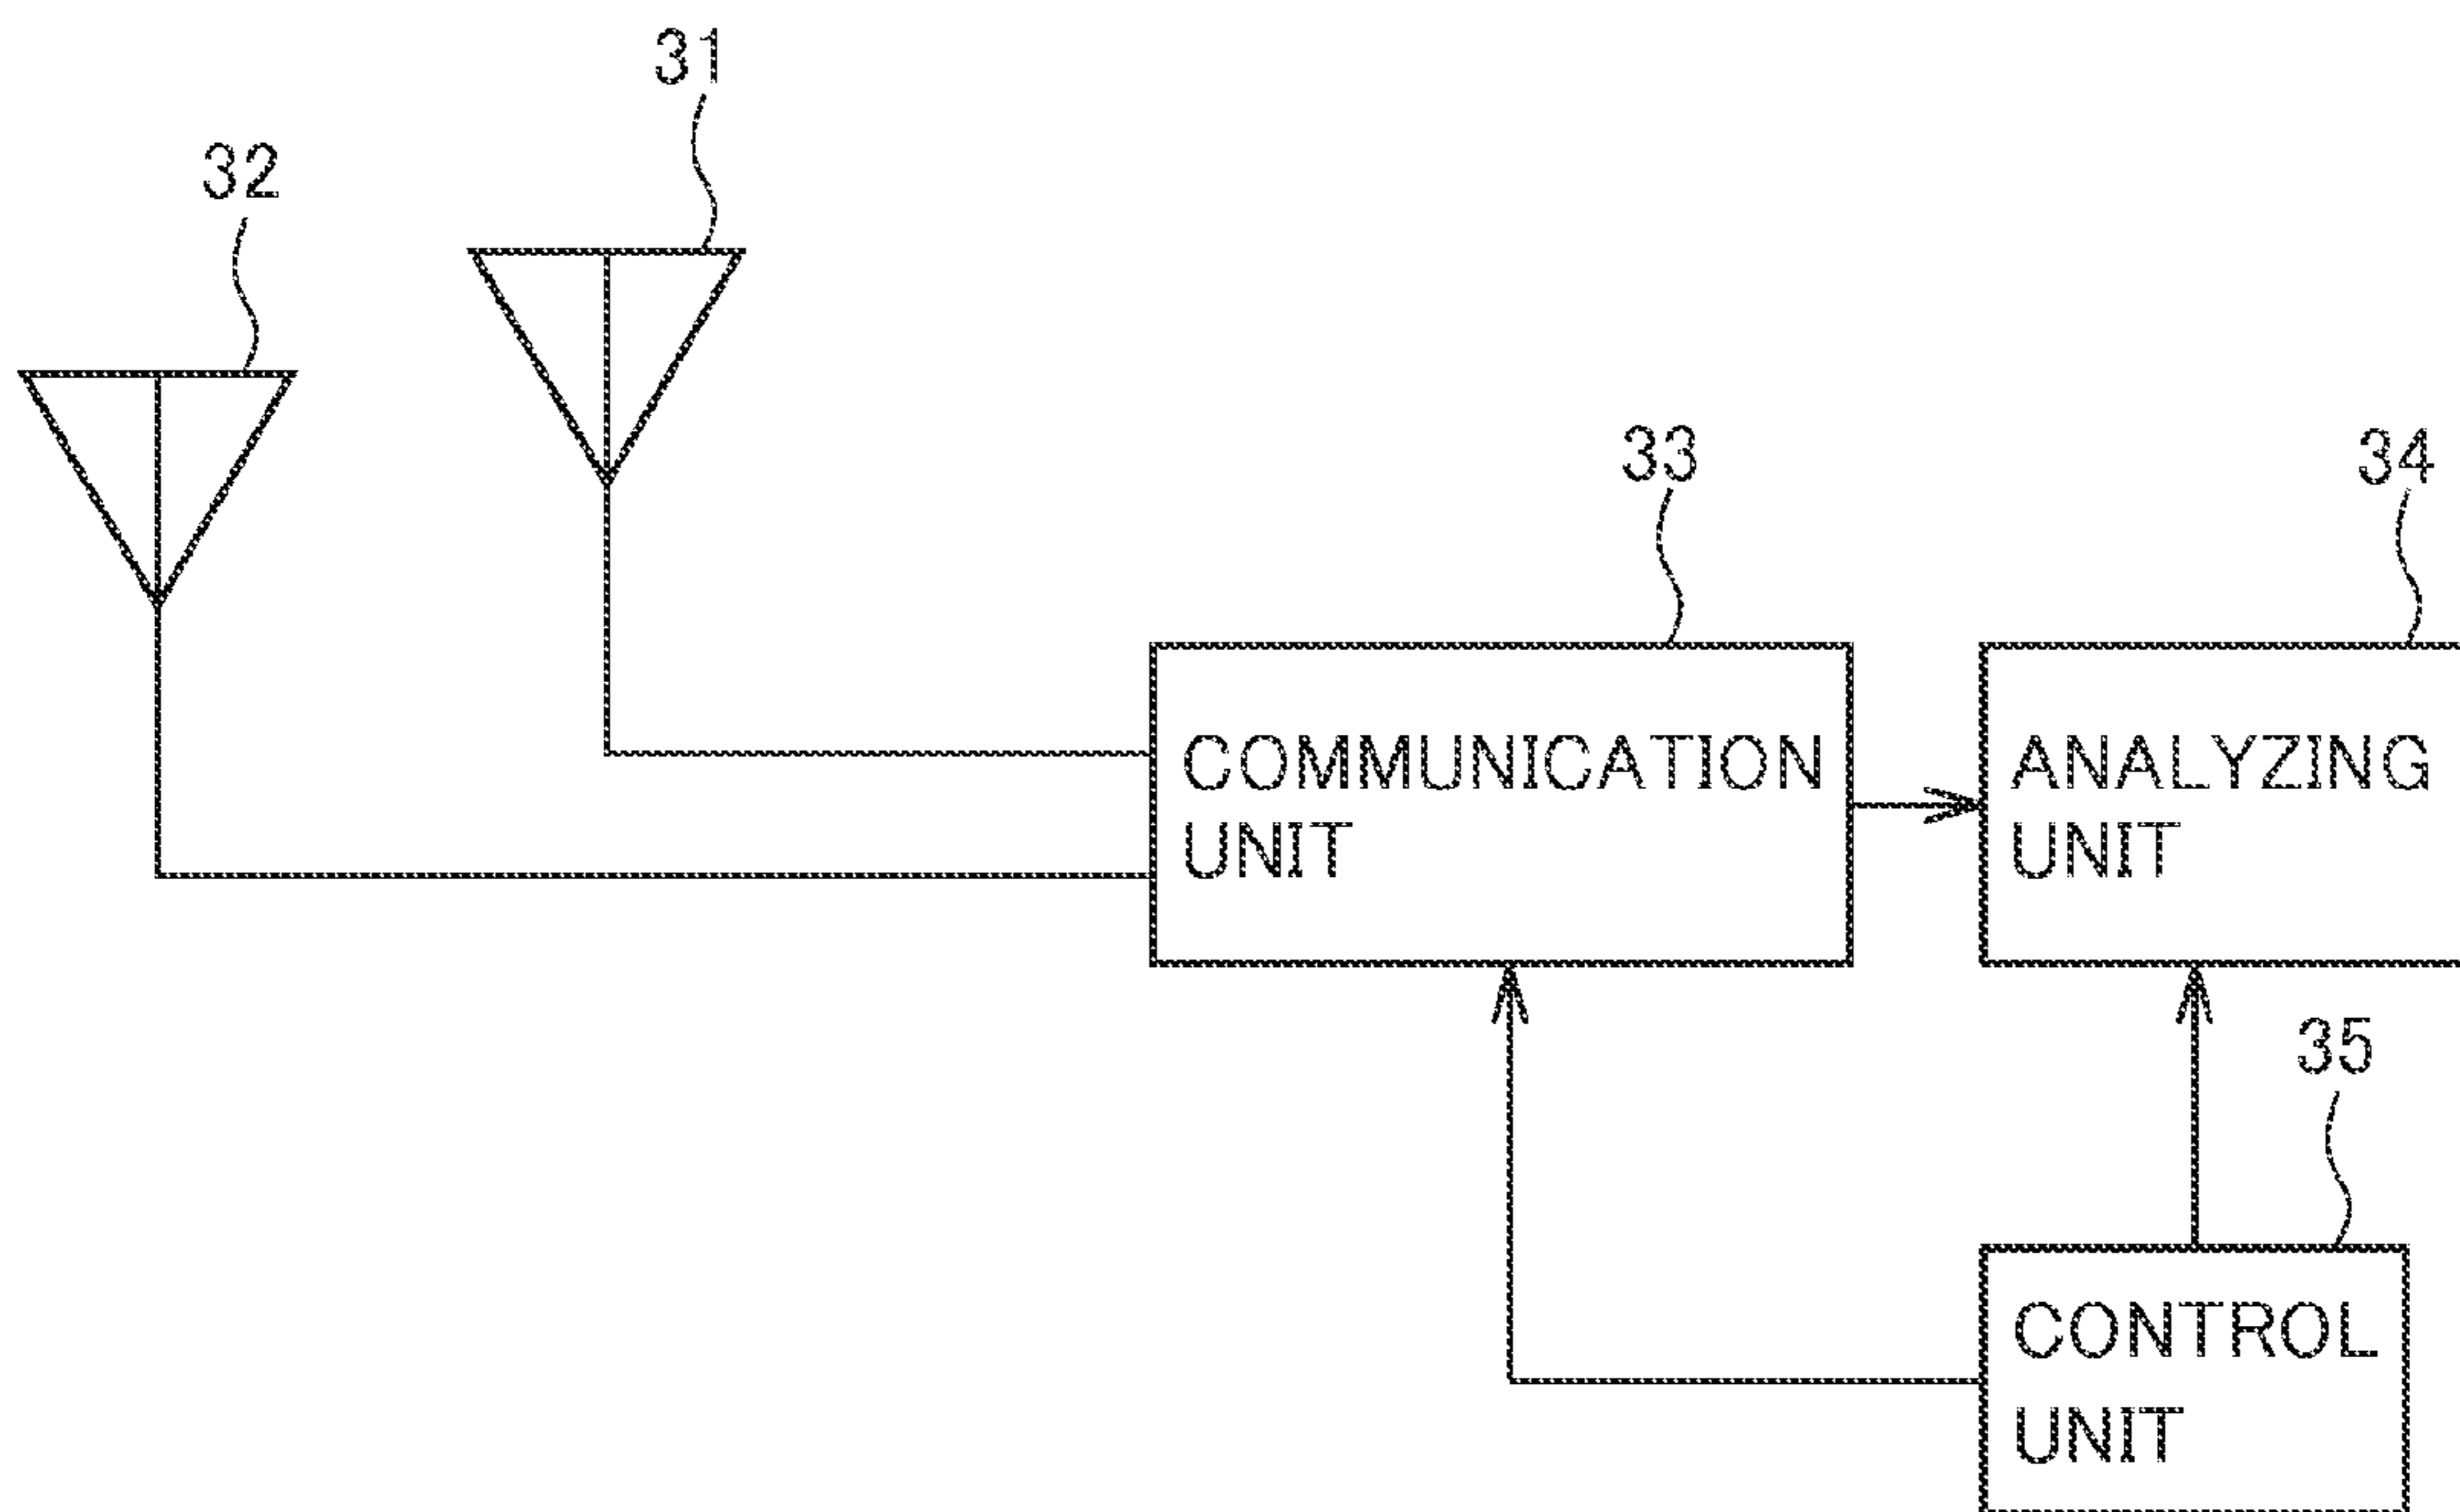 31
32
33
34
COMMUNICATION
UNIT
ANALYZING
UNIT
35
CONTROL
UNIT